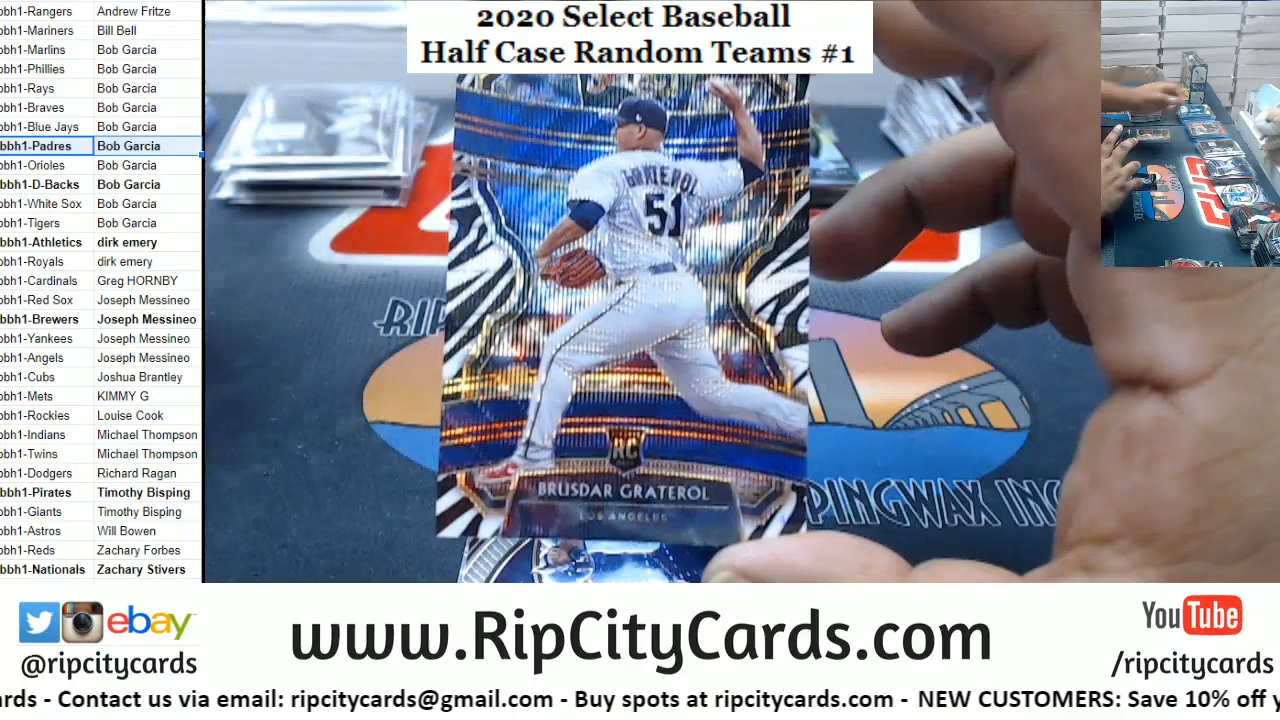 2020 Select Baseball
Half Case Random Teams #1
bbh1-Rangers Andrew Fritze
bbh1-Mariners Bill Bell
bbh1-Marlins Bob Garcia
bbh1-Phillies Bob Garcia
bbh1-Rays Bob Garcia
bbh1-Braves Bob Garcia
bbh1-Blue Jays Bob Garcia
bbh1-Padres Bob Garcia
bbh1-Orioles Bob Garcia
bbh1-D-Backs Bob Garcia
bbh1-White Sox Bob Garcia
bbh1-Tigers Bob Garcia
bbh1-Athletics dirk emery
bbh1-Royals dirk emery
bbh1-Cardinals Greg HORNBY
bbh1-Red Sox Joseph Messineo
bbh1-Brewers Joseph Messineo
bbh1-Yankees Joseph Messineo
bbh1-Angels Joseph Messineo
bbh1-Cubs Joshua Brantley
bbh1-Mets KIMMY G
bbh1-Rockies Louise Cook
bbh1-Indians Michael Thompson
bbh1-Twins Michael Thompson
bbh1-Dodgers Richard Ragan
bbh1-Pirates Timothy Bisping
bbh1-Giants Timothy Bisping
bbh1-Astros Will Bowen
bbh1-Reds Zachary Forbes
bbh1-Nationals Zachary Stivers
GRATEROL
51
RC
BRUSDAR GRATEROL
LOS ANGELES
RIP
PINGWAX INC
ebay
@ripcitycards
www.RipCityCards.com
YouTube
/ripcitycards
ards - Contact us via email: ripcitycards@gmail.com - Buy spots at ripcitycards.com - NEW CUSTOMERS: Save 10% off y